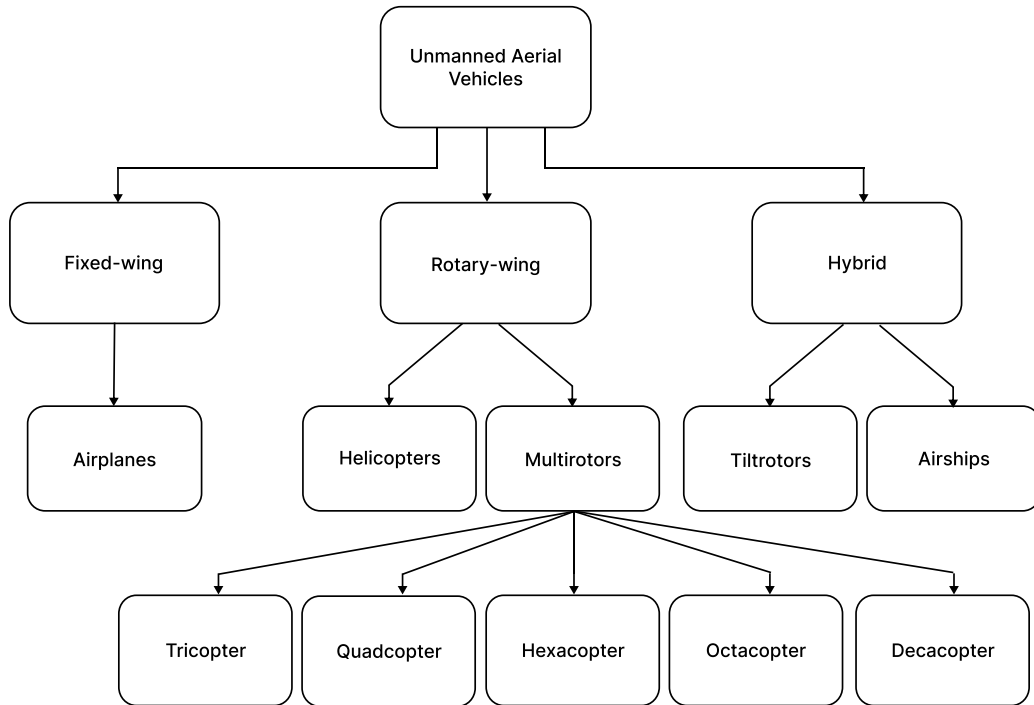 Unmanned Aerial
Vehicles
Fixed-wing
Rotary-wing
Hybrid
Airplanes
Helicopters
Multirotors
Tiltrotors
Airships
Tricopter
Quadcopter
Hexacopter
Octacopter
Decacopter